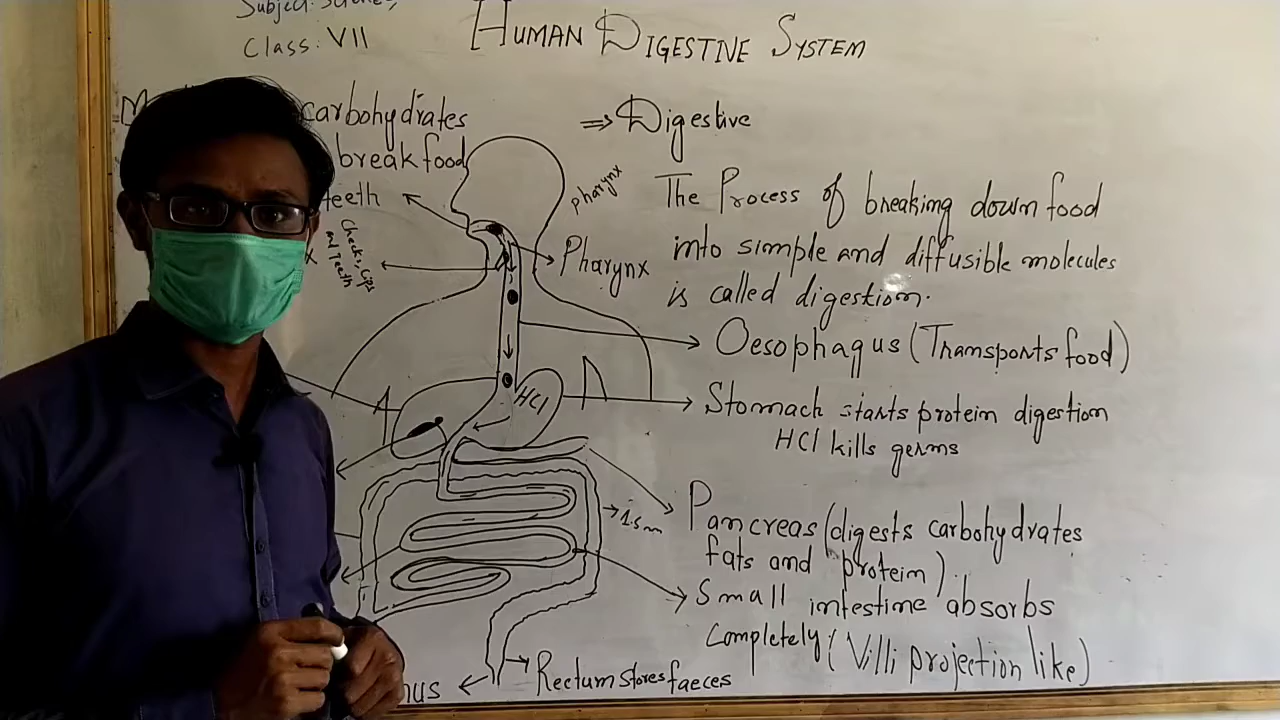 Subject: Science,
Class: VII
HUMAN DIGESTIVE SYSTEM
carbohydrates
break food
teeth
Cheeks, Lips
and Teeth
pharynx
Pharynx
⇒ Digestive
The Process of breaking down food
into simple and diffusible molecules
is called digestion.
Oesophagus (Transports food)
HCl
Stomach starts protein digestion
HCl kills germs
1.5m
Pancreas (digests carbohydrates
fats and protein).
Small intestine absorbs
Completely (Villi projection like)
Rectum stores faeces
nus